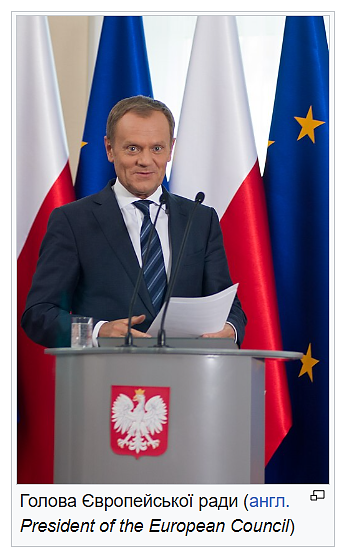 Голова Європейської ради (англ.
President of the European Council)